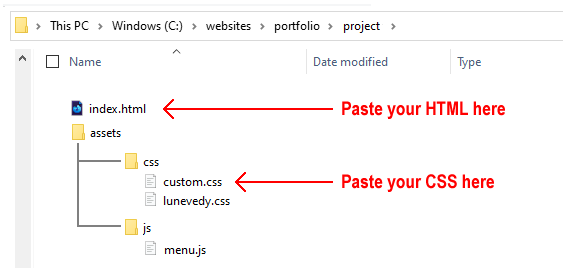 This PC > Windows (C:) > websites > portfolio > project >
Name Date modified Type
index.html Paste your HTML here
assets
css
custom.css Paste your CSS here
lunevedy.css
js
menu.js